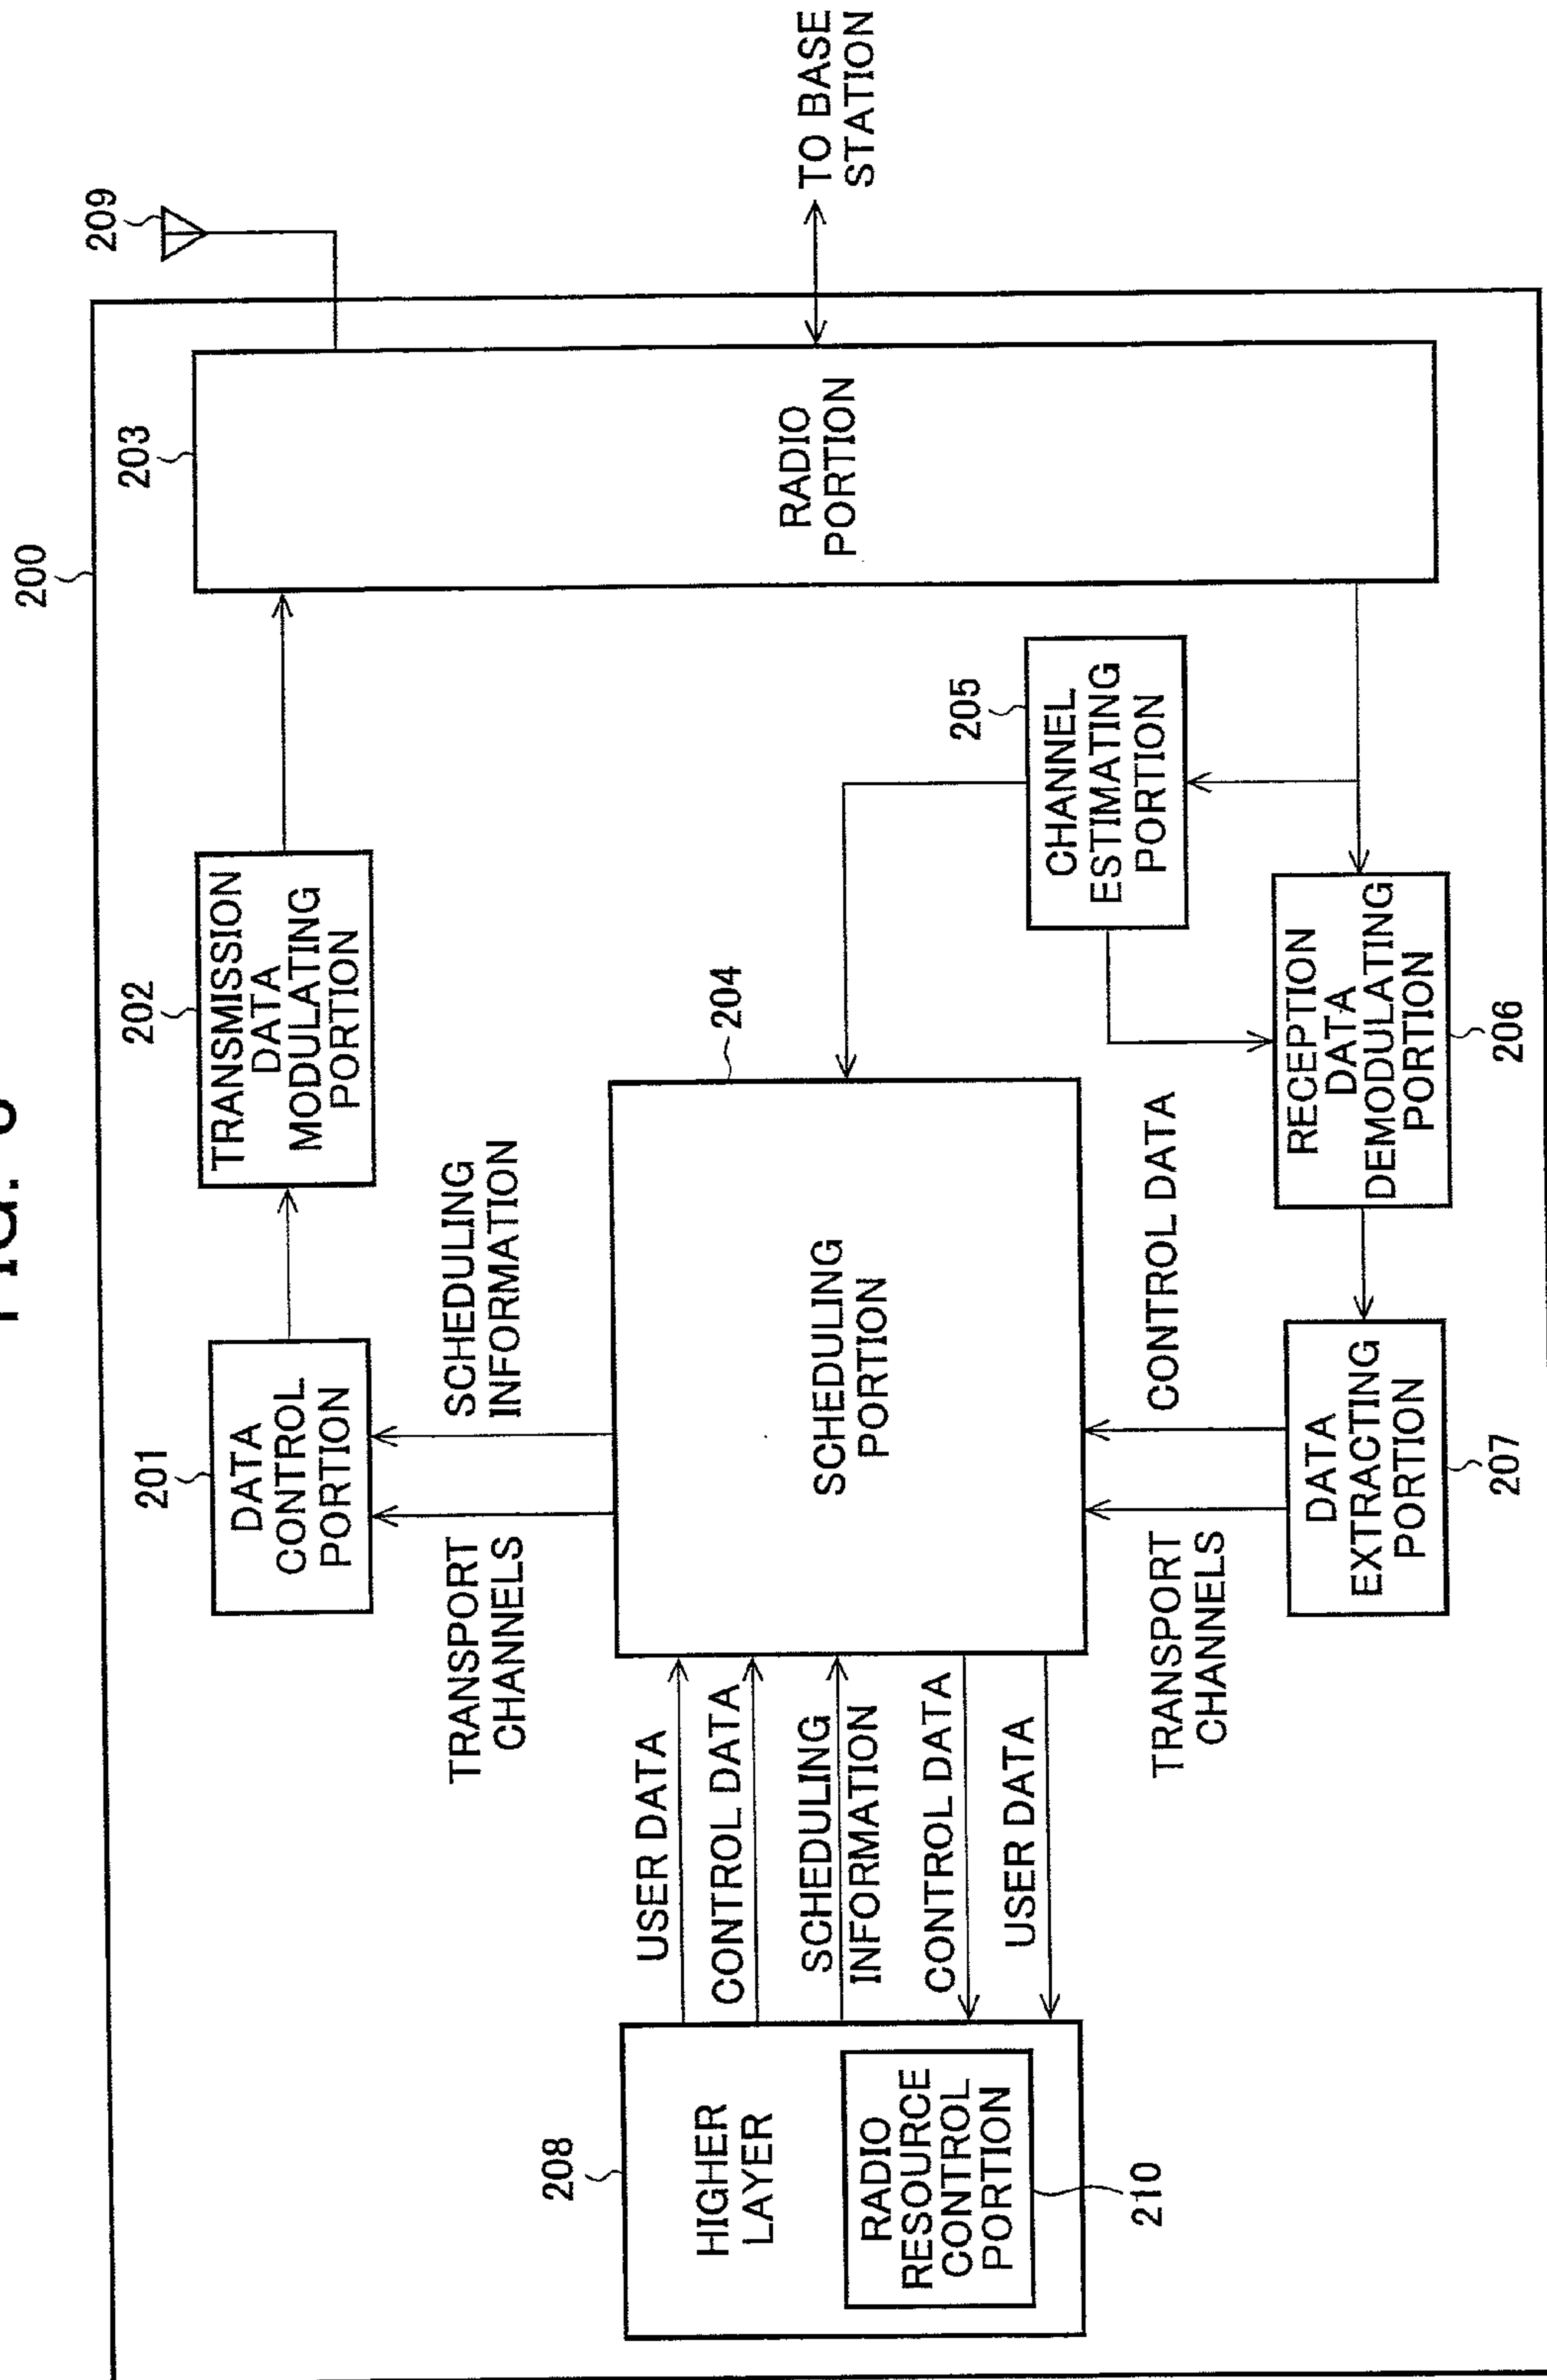 FIG.
200
209
201
202
203
DATA
CONTROL
PORTION
TRANSMISSION
DATA
MODULATING
PORTION
TRANSPORT
CHANNELS
SCHEDULING
INFORMATION
208
HIGHER
LAYER
RADIO
RESOURCE
CONTROL
PORTION
210
USER DATA
CONTROL DATA
SCHEDULING
INFORMATION
CONTROL DATA
USER DATA
204
SCHEDULING
PORTION
RADIO
PORTION
TO BASE
STATION
205
CHANNEL
ESTIMATING
PORTION
TRANSPORT
CHANNELS
CONTROL DATA
DATA
EXTRACTING
PORTION
207
RECEPTION
DATA
DEMODULATING
PORTION
206